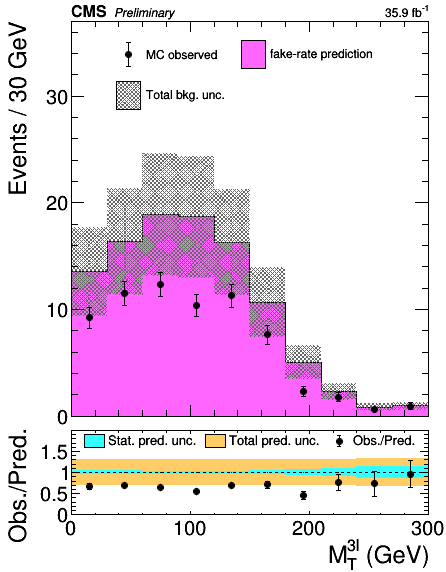 CMS Preliminary 35.9 fb⁻¹
MC observed fake-rate prediction
Total bkg. unc.
Events / 30 GeV
30
20
10
0
Stat. pred. unc. Total pred. unc. Obs./Pred.
Obs./Pred.
1.5
1
0.5
0
0 100 200 300
M_T^{3l} (GeV)